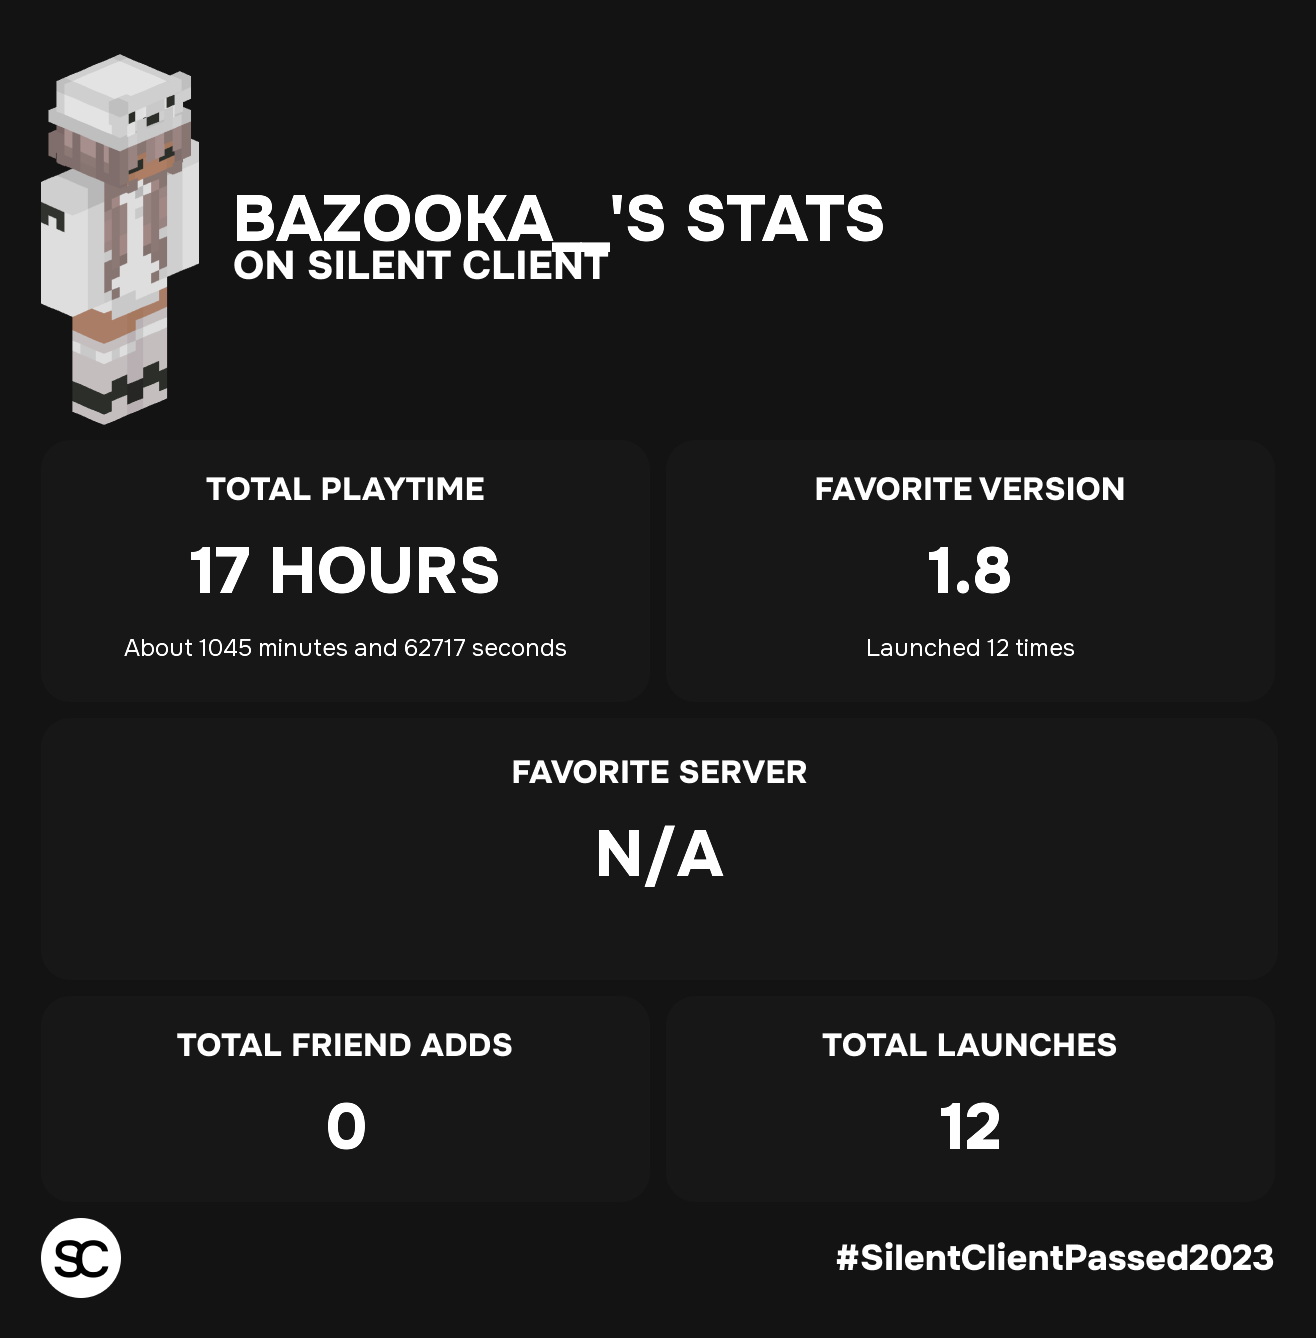 BAZOOKA__'S STATS
ON SILENT CLIENT
TOTAL PLAYTIME
17 HOURS
About 1045 minutes and 62717 seconds
FAVORITE VERSION
1.8
Launched 12 times
FAVORITE SERVER
N/A
TOTAL FRIEND ADDS
0
TOTAL LAUNCHES
12
SC
#SilentClientPassed2023